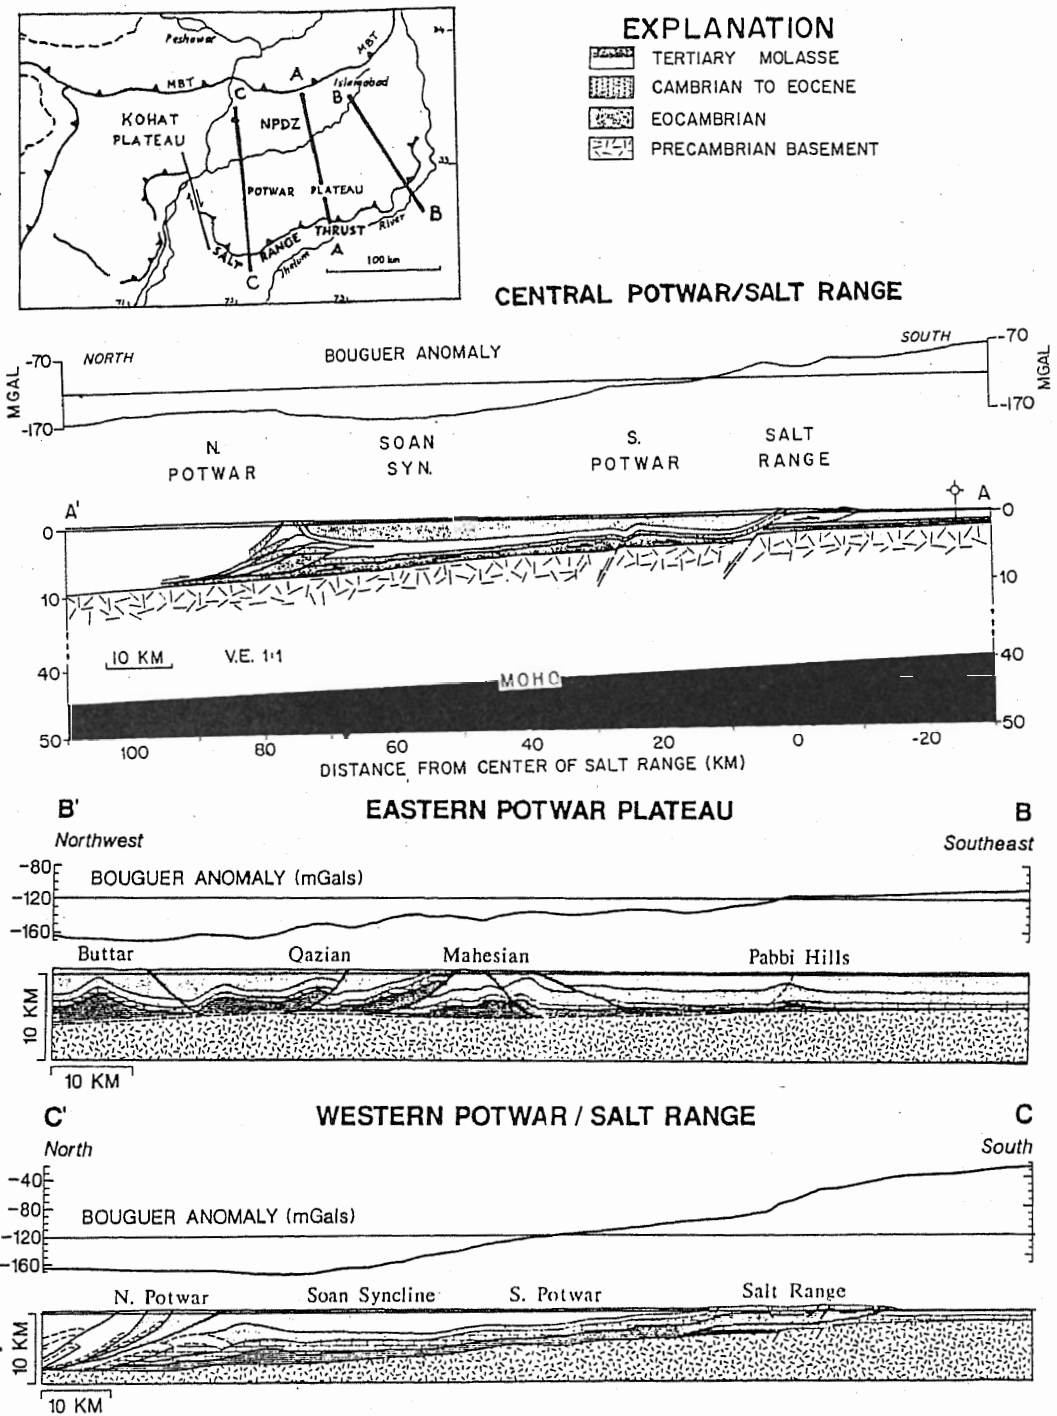 Peshawar
34
MBT
MBT
A
Islamabad
C
B
KOHAT
PLATEAU
NPDZ
33
POTWAR PLATEAU
B
SALT RANGE THRUST
River
Jhelum
A
C
100 km
71
73
EXPLANATION
TERTIARY MOLASSE
CAMBRIAN TO EOCENE
EOCAMBRIAN
PRECAMBRIAN BASEMENT
CENTRAL POTWAR/SALT RANGE
NORTH
BOUGUER ANOMALY
SOUTH
-70
-70
MGAL
MGAL
-170
-170
N.
POTWAR
SOAN
SYN.
S.
POTWAR
SALT
RANGE
A'
A
0
0
10
10
10 KM
V.E. 1:1
40
40
MOHO
50
50
100
80
60
40
20
0
-20
DISTANCE FROM CENTER OF SALT RANGE (KM)
B'
EASTERN POTWAR PLATEAU
B
Northwest
Southeast
-80
BOUGUER ANOMALY (mGals)
-120
-160
Buttar
Qazian
Mahesian
Pabbi Hills
10 KM
10 KM
C'
WESTERN POTWAR / SALT RANGE
C
North
South
-40
-80
BOUGUER ANOMALY (mGals)
-120
-160
N. Potwar
Soan Syncline
S. Potwar
Salt Range
10 KM
10 KM